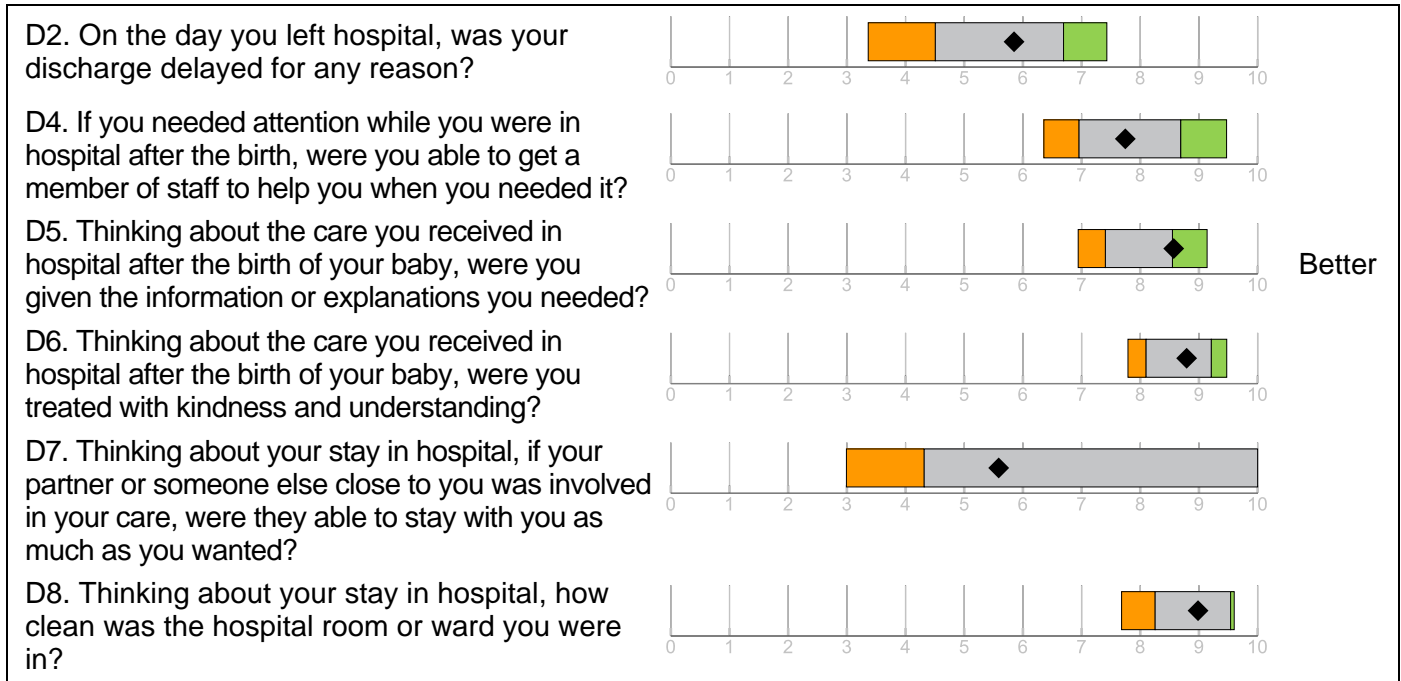 D2. On the day you left hospital, was your
discharge delayed for any reason?
0 1 2 3 4 5 6 7 8 9 10
D4. If you needed attention while you were in
hospital after the birth, were you able to get a
member of staff to help you when you needed it?
0 1 2 3 4 5 6 7 8 9 10
D5. Thinking about the care you received in
hospital after the birth of your baby, were you
given the information or explanations you needed?
0 1 2 3 4 5 6 7 8 9 10
Better
D6. Thinking about the care you received in
hospital after the birth of your baby, were you
treated with kindness and understanding?
0 1 2 3 4 5 6 7 8 9 10
D7. Thinking about your stay in hospital, if your
partner or someone else close to you was involved
in your care, were they able to stay with you as
much as you wanted?
0 1 2 3 4 5 6 7 8 9 10
D8. Thinking about your stay in hospital, how
clean was the hospital room or ward you were
in?
0 1 2 3 4 5 6 7 8 9 10